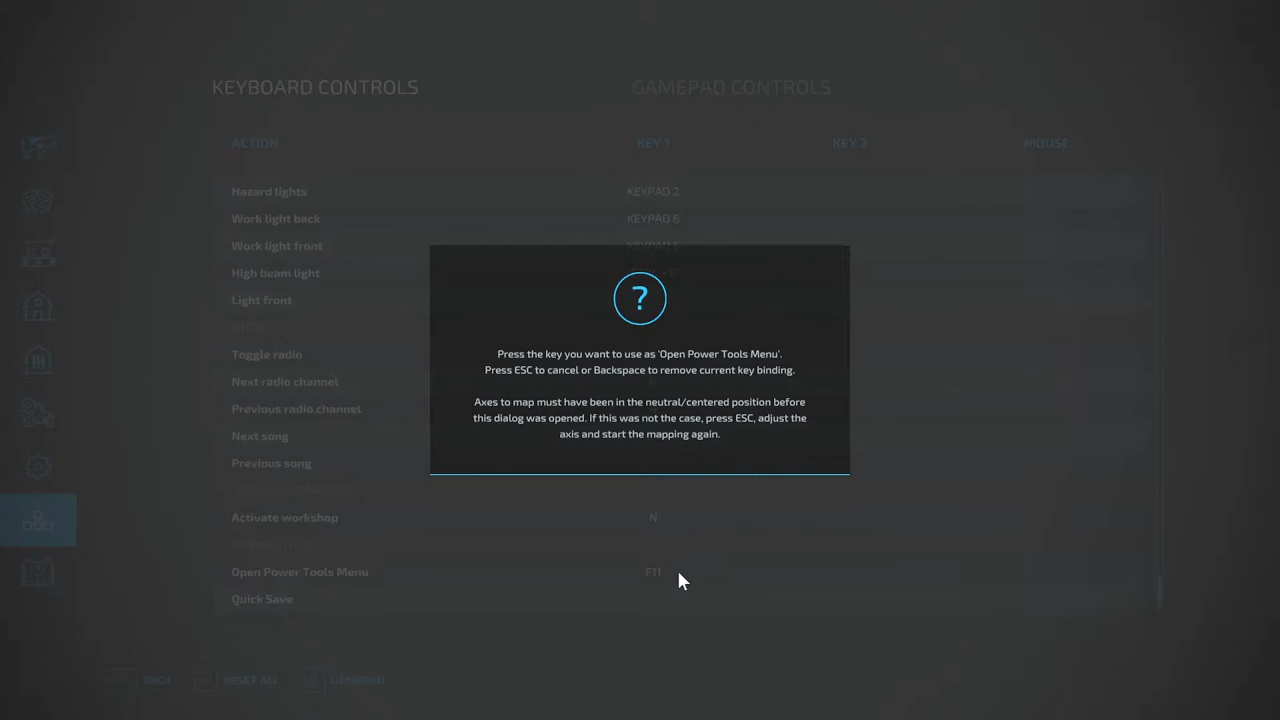 KEYBOARD CONTROLS
GAMEPAD CONTROLS
ACTION KEY 1 KEY 2 MOUSE
Hazard lights KEYPAD 2
Work light back KEYPAD 6
Work light front KEYPAD 5
High beam light
?
Light front
Toggle radio
Press the key you want to use as 'Open Power Tools Menu'.
Press ESC to cancel or Backspace to remove current key binding.
Next radio channel
Axes to map must have been in the neutral/centered position before
Previous radio channel
this dialog was opened. If this was not the case, press ESC, adjust the
axis and start the mapping again.
Next song
Previous song
Activate workshop N
Open Power Tools Menu F11
Quick Save
BACK RESET ALL GAMEPAD